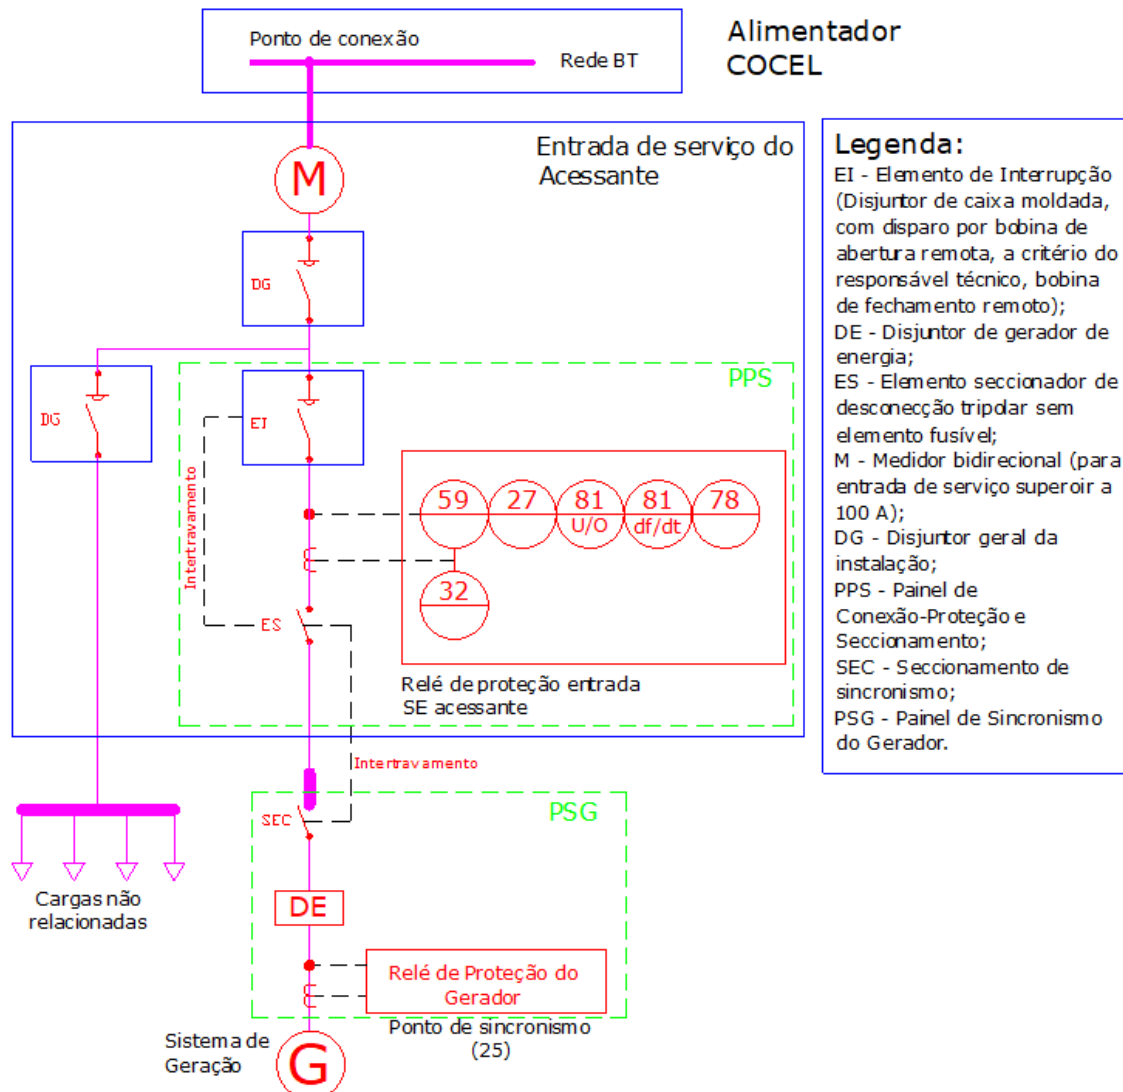 Ponto de conexão
Rede BT
Alimentador
COCEL
Entrada de serviço do
Acessante
M
DG
DG
PPS
EI
Intertravamento
59
27
81
U/O
81
df/dt
78
32
ES
Relé de proteção entrada
SE acessante
Intertravamento
PSG
SEC
DE
Cargas não
relacionadas
Relé de Proteção do
Gerador
Ponto de sincronismo
(25)
Sistema de
Geração
G
Legenda:
EI - Elemento de Interrupção
(Disjuntor de caixa moldada,
com disparo por bobina de
abertura remota, a critério do
responsável técnico, bobina
de fechamento remoto);
DE - Disjuntor de gerador de
energia;
ES - Elemento seccionador de
desconecção tripolar sem
elemento fusível;
M - Medidor bidirecional (para
entrada de serviço superoir a
100 A);
DG - Disjuntor geral da
instalação;
PPS - Painel de
Conexão-Proteção e
Seccionamento;
SEC - Seccionamento de
sincronismo;
PSG - Painel de Sincronismo
do Gerador.